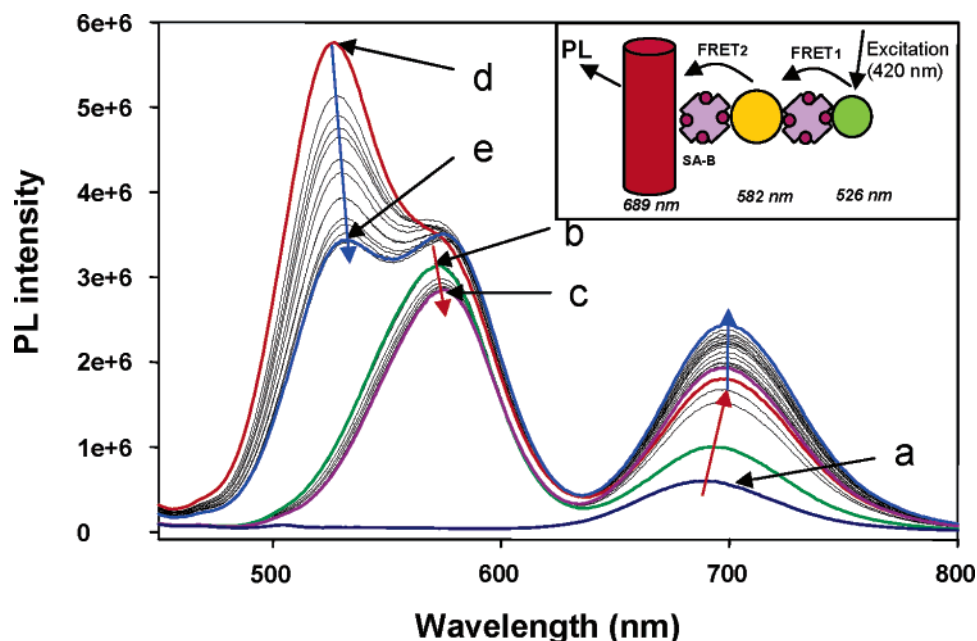 6e+6
5e+6
4e+6
3e+6
2e+6
1e+6
0
PL intensity
500
600
700
800
Wavelength (nm)
d
e
b
c
a
PL
FRET2
FRET1
Excitation
(420 nm)
SA-B
689 nm
582 nm
526 nm